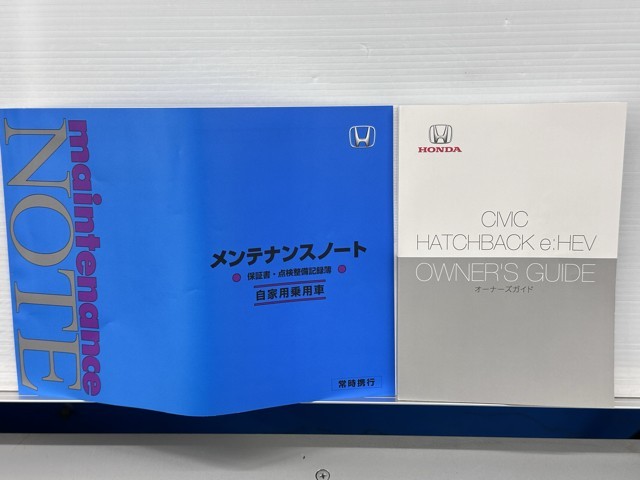 maintenance
NOTE
メンテナンスノート
保証書・点検整備記録簿
自家用乗用車
常時携行
HONDA
CIVIC
HATCHBACK e:HEV
OWNER'S GUIDE
オーナーズガイド